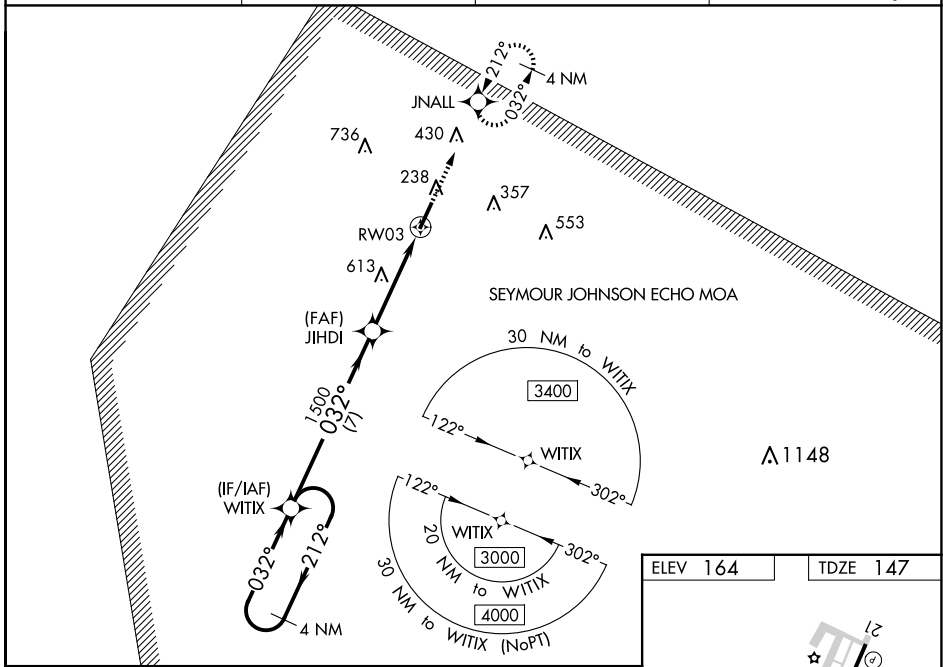 212°
4 NM
032°
JNALL
736
430
238
357
553
RW03
613
SEYMOUR JOHNSON ECHO MOA
(FAF)
JIHDI
30 NM to WITIX
3400
1500
032°
(7)
122°
WITIX
302°
1148
(IF/IAF)
WITIX
122°
WITIX
302°
20 NM to WITIX
3000
032°
212°
4 NM
4000
30 NM to WITIX (NoPT)
ELEV 164
TDZE 147
21
P